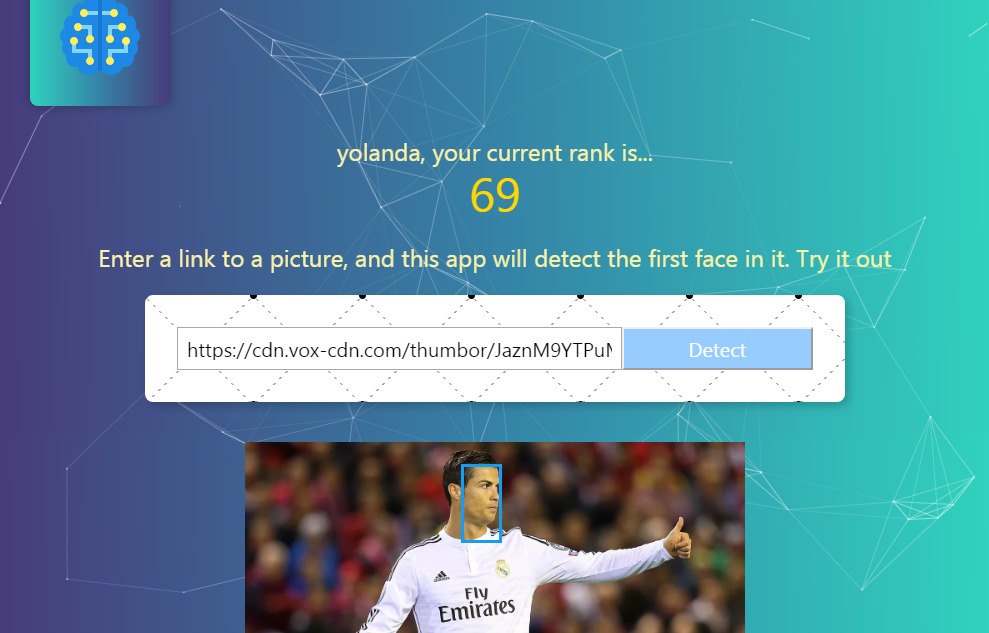 yolanda, your current rank is...
69
Enter a link to a picture, and this app will detect the first face in it. Try it out
https://cdn.vox-cdn.com/thumbor/JaznM9YTPuM
Detect
Fly
Emirates